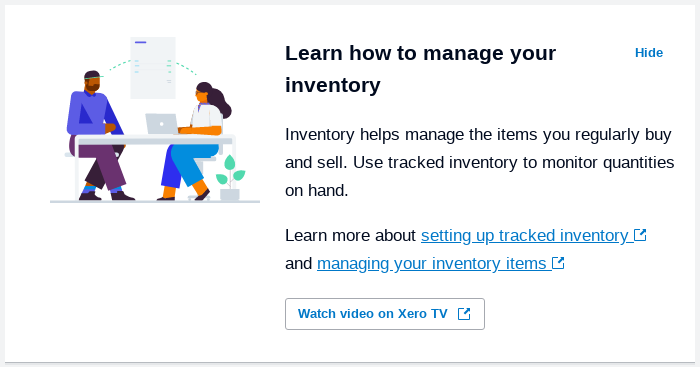 Learn how to manage your
Hide
inventory
Inventory helps manage the items you regularly buy
and sell. Use tracked inventory to monitor quantities
on hand.
Learn more about setting up tracked inventory
and managing your inventory items
Watch video on Xero TV